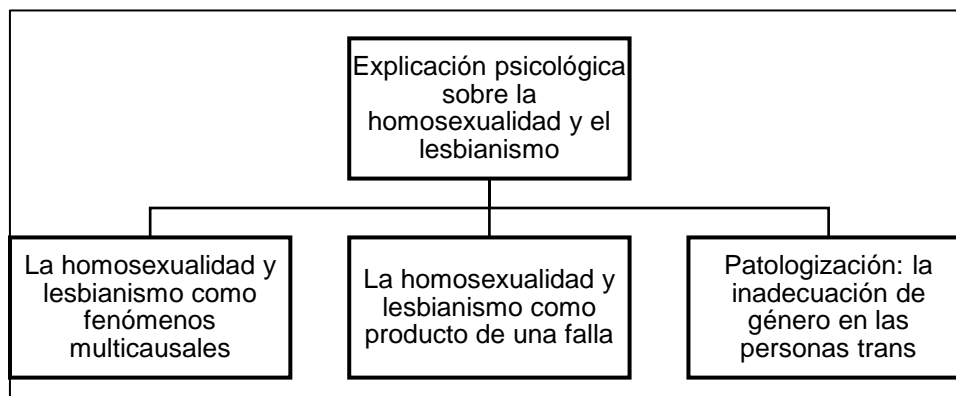 Explicación psicológica
sobre la
homosexualidad y el
lesbianismo
La homosexualidad y
lesbianismo como
fenómenos
multicausales
La homosexualidad y
lesbianismo como
producto de una falla
Patologización: la
inadecuación de
género en las
personas trans